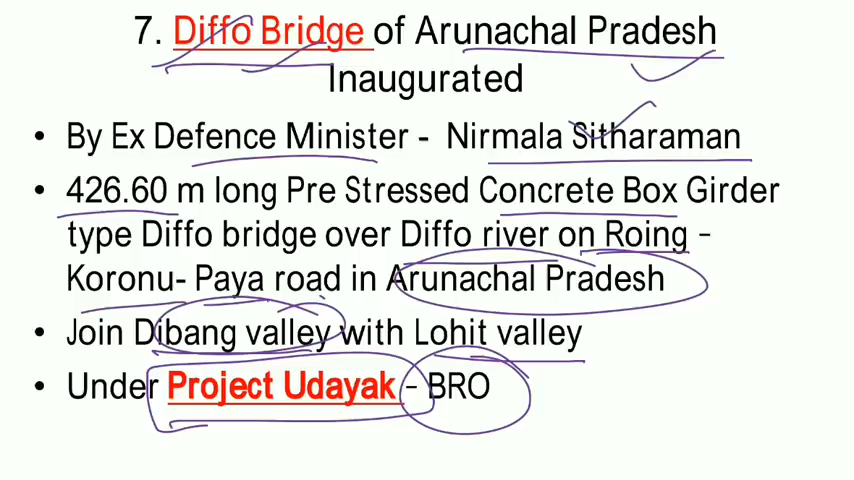 7. Diffo Bridge of Arunachal Pradesh
Inaugurated
• By Ex Defence Minister - Nirmala Sitharaman
• 426.60 m long Pre Stressed Concrete Box Girder
type Diffo bridge over Diffo river on Roing -
Koronu- Paya road in Arunachal Pradesh
• Join Dibang valley with Lohit valley
• Under Project Udayak - BRO